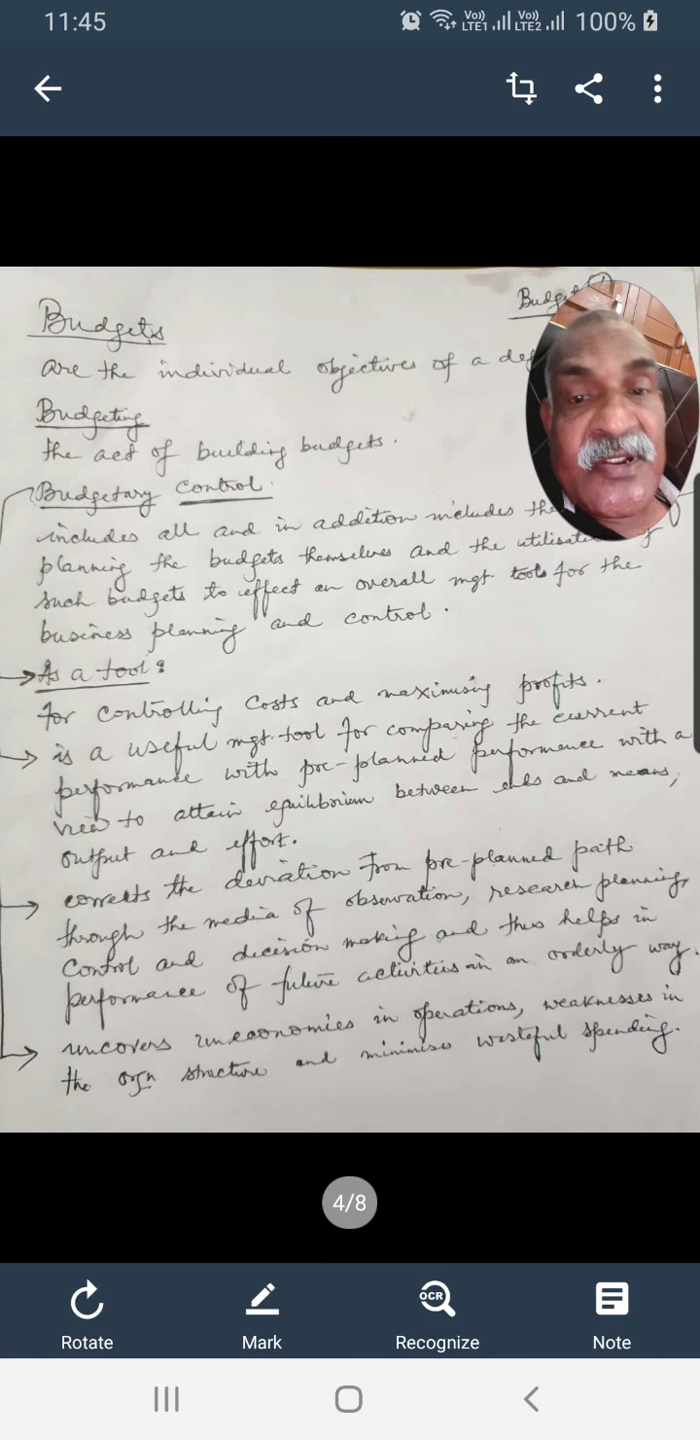 11:45
Vo)) LTE1 Vo)) LTE2 100%
Budget
Budgets
are the individual objectives of a
Budgeting
the act of building budgets.
Budgetary control.
includes all and in addition includes the
planning the budgets themselves and the
such budgets to effect an overall mgt tools for the
business planning and control.
As a tool:
for controlling costs and maximising profits.
is a useful mgt. tool for comparing the current
performance with pre-planned performance with a
to attain equilibrium between ends and means,
output and effort.
corrects the deviation from pre-planned path
through the media of observation, research planning,
control and decision making and thus helps in
performance of future activities in an orderly way.
uncovers uneconomies in operations, weaknesses in
the orgn structure and minimises wasteful spending.
4/8
OCR
Rotate Mark Recognize Note